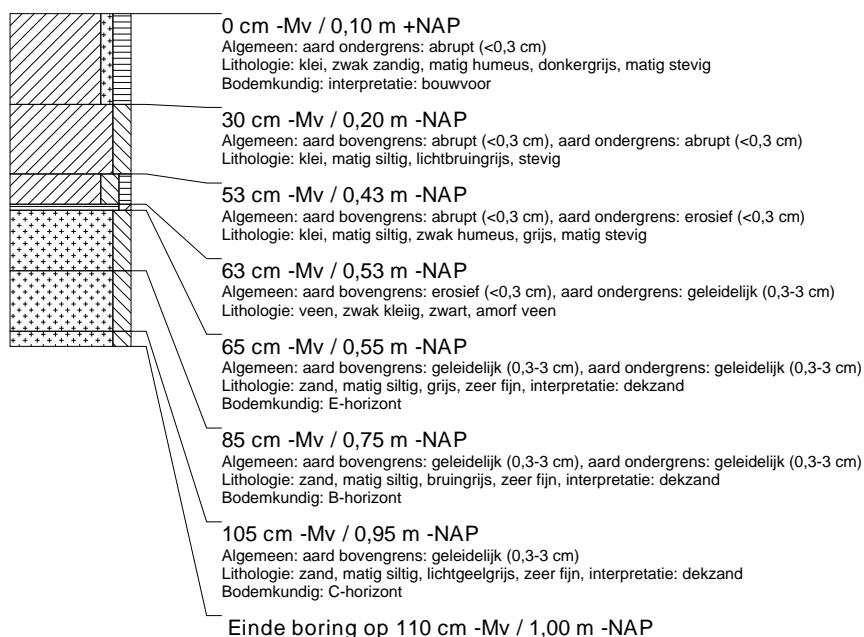 0 cm -Mv / 0,10 m +NAP
Algemeen: aard ondergrens: abrupt (<0,3 cm)
Lithologie: klei, zwak zandig, matig humeus, donkergrijs, matig stevig
Bodemkundig: interpretatie: bouwvoor
30 cm -Mv / 0,20 m -NAP
Algemeen: aard bovengrens: abrupt (<0,3 cm), aard ondergrens: abrupt (<0,3 cm)
Lithologie: klei, matig siltig, lichtbruingrijs, stevig
53 cm -Mv / 0,43 m -NAP
Algemeen: aard bovengrens: abrupt (<0,3 cm), aard ondergrens: erosief (<0,3 cm)
Lithologie: klei, matig siltig, zwak humeus, grijs, matig stevig
63 cm -Mv / 0,53 m -NAP
Algemeen: aard bovengrens: erosief (<0,3 cm), aard ondergrens: geleidelijk (0,3-3 cm)
Lithologie: veen, zwak kleiig, zwart, amorf veen
65 cm -Mv / 0,55 m -NAP
Algemeen: aard bovengrens: geleidelijk (0,3-3 cm), aard ondergrens: geleidelijk (0,3-3 cm)
Lithologie: zand, matig siltig, grijs, zeer fijn, interpretatie: dekzand
Bodemkundig: E-horizont
85 cm -Mv / 0,75 m -NAP
Algemeen: aard bovengrens: geleidelijk (0,3-3 cm), aard ondergrens: geleidelijk (0,3-3 cm)
Lithologie: zand, matig siltig, bruingrijs, zeer fijn, interpretatie: dekzand
Bodemkundig: B-horizont
105 cm -Mv / 0,95 m -NAP
Algemeen: aard bovengrens: geleidelijk (0,3-3 cm)
Lithologie: zand, matig siltig, lichtgeelgrijs, zeer fijn, interpretatie: dekzand
Bodemkundig: C-horizont
Einde boring op 110 cm -Mv / 1,00 m -NAP